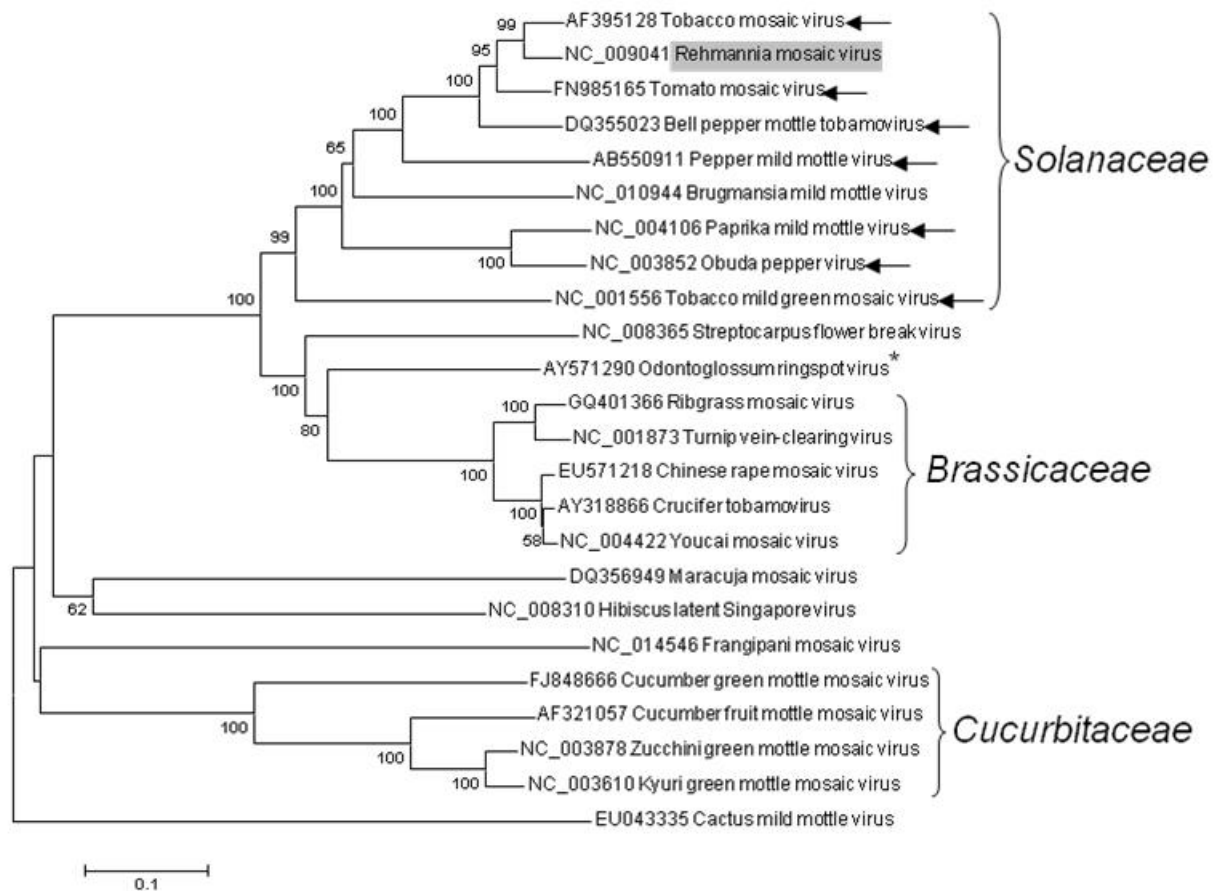 99
AF395128 Tobacco mosaic virus
95
NC_009041 Rehmannia mosaic virus
100
FN985165 Tomato mosaic virus
100
DQ355023 Bell pepper mottle tobamovirus
65
AB550911 Pepper mild mottle virus
Solanaceae
100
NC_010944 Brugmansia mild mottle virus
99
NC_004106 Paprika mild mottle virus
100
NC_003852 Obuda pepper virus
100
NC_001556 Tobacco mild green mosaic virus
NC_008365 Streptocarpus flower break virus
100
AY571290 Odontoglossum ringspot virus*
80
100
GQ401366 Ribgrass mosaic virus
NC_001873 Turnip vein-clearing virus
100
EU571218 Chinese rape mosaic virus
Brassicaceae
100
AY318866 Crucifer tobamovirus
58
NC_004422 Youcai mosaic virus
DQ356949 Maracuja mosaic virus
62
NC_008310 Hibiscus latent Singapore virus
NC_014546 Frangipani mosaic virus
FJ848666 Cucumber green mottle mosaic virus
100
AF321057 Cucumber fruit mottle mosaic virus
Cucurbitaceae
100
NC_003878 Zucchini green mottle mosaic virus
100
NC_003610 Kyuri green mottle mosaic virus
EU043335 Cactus mild mottle virus
0.1